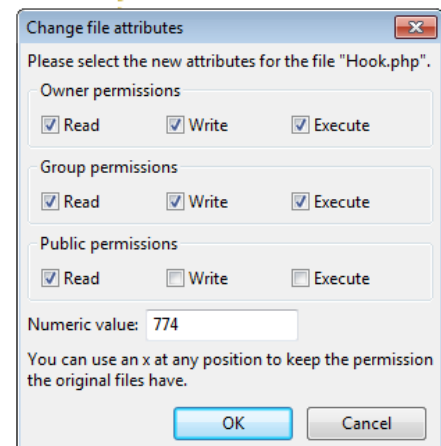 Change file attributes
Please select the new attributes for the file "Hook.php".
Owner permissions
Read Write Execute
Group permissions
Read Write Execute
Public permissions
Read Write Execute
Numeric value: 774
You can use an x at any position to keep the permission
the original files have.
OK Cancel